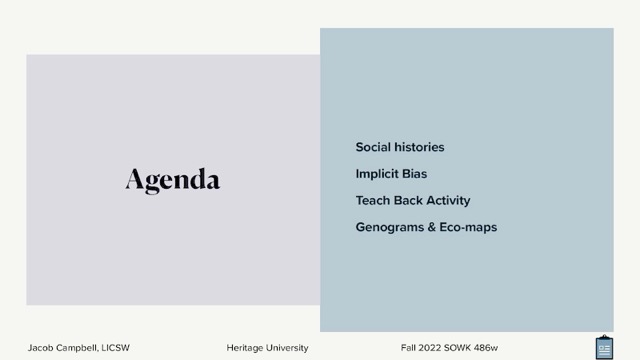 Agenda
Social histories
Implicit Bias
Teach Back Activity
Genograms & Eco-maps
Jacob Campbell, LICSW
Heritage University
Fall 2022 SOWK 486w